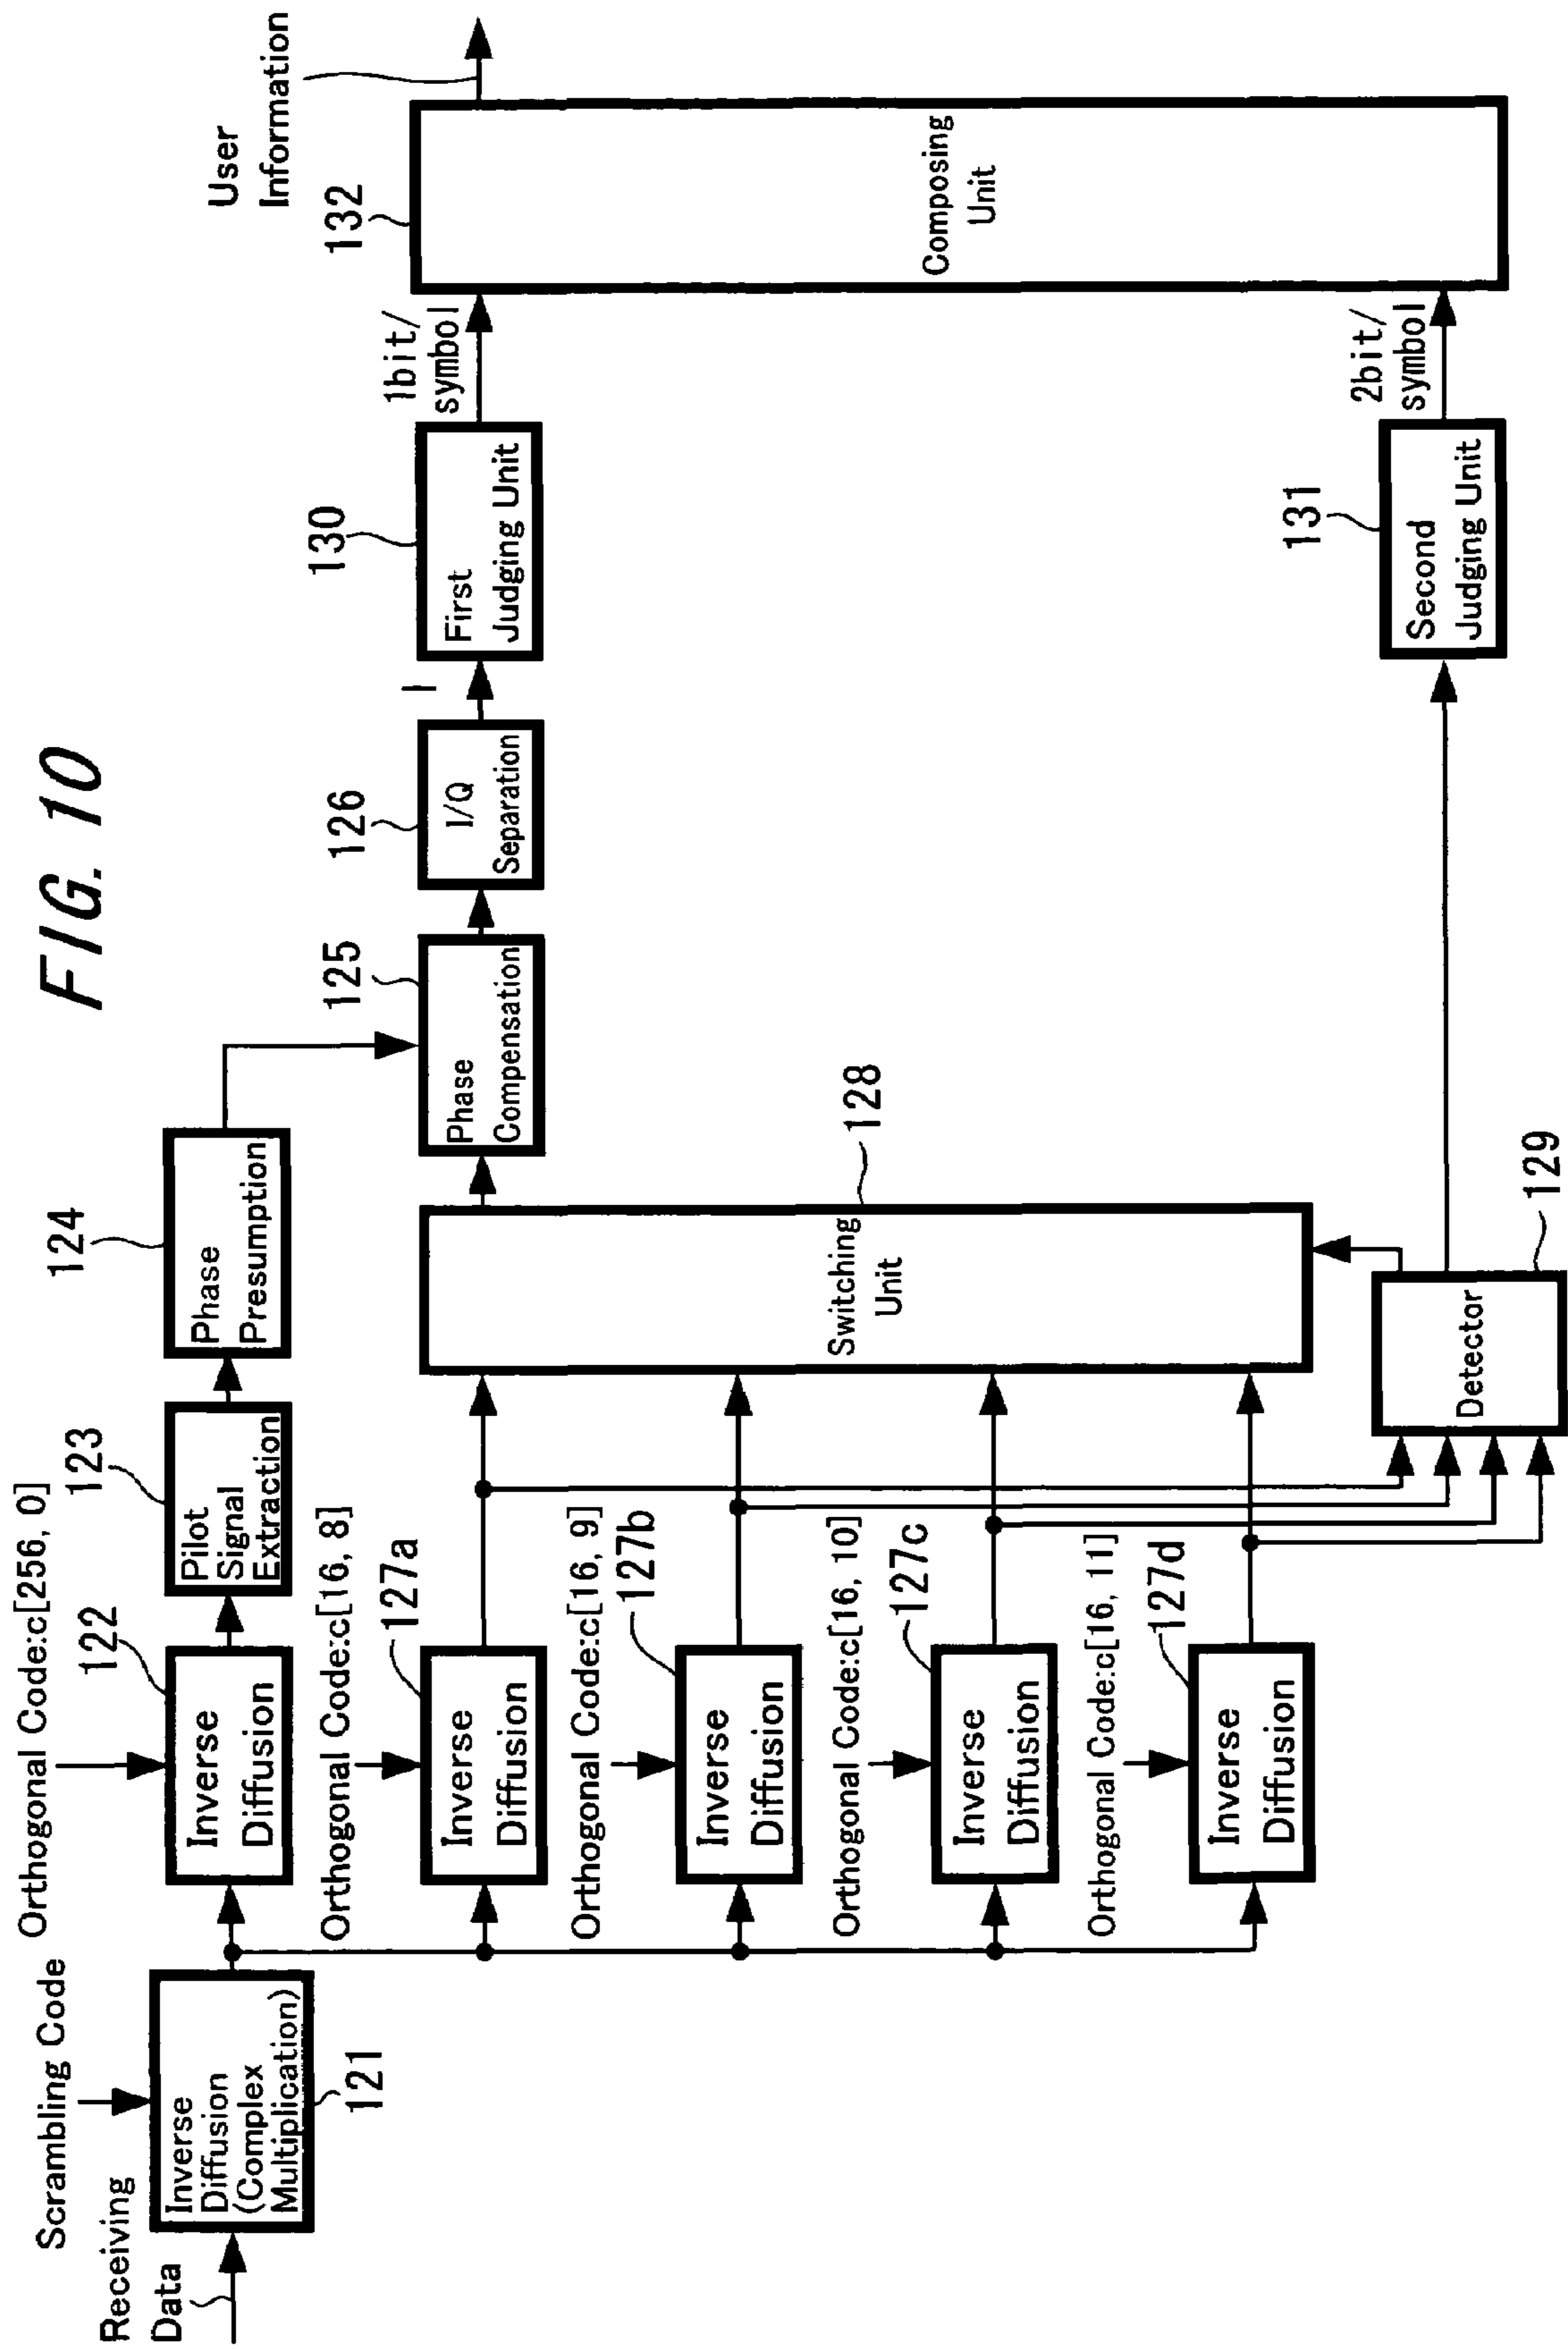 FIG. 10
Scrambling Code
Receiving
Data
Inverse
Diffusion
(Complex
Multiplication)
121
Orthogonal Code:c[256, 0]
122
Inverse
Diffusion
123
Pilot
Signal
Extraction
124
Phase
Presumption
Orthogonal Code:c[16, 8]
127a
Inverse
Diffusion
Orthogonal Code:c[16, 9]
127b
Inverse
Diffusion
Orthogonal Code:c[16, 10]
127c
Inverse
Diffusion
Orthogonal Code:c[16, 11]
127d
Inverse
Diffusion
Switching
Unit
128
Detector
129
125
Phase
Compensation
126
I/Q
Separation
I
130
First
Judging Unit
1bit/
symbol
131
Second
Judging Unit
2bit/
symbol
132
Composing
Unit
User
Information